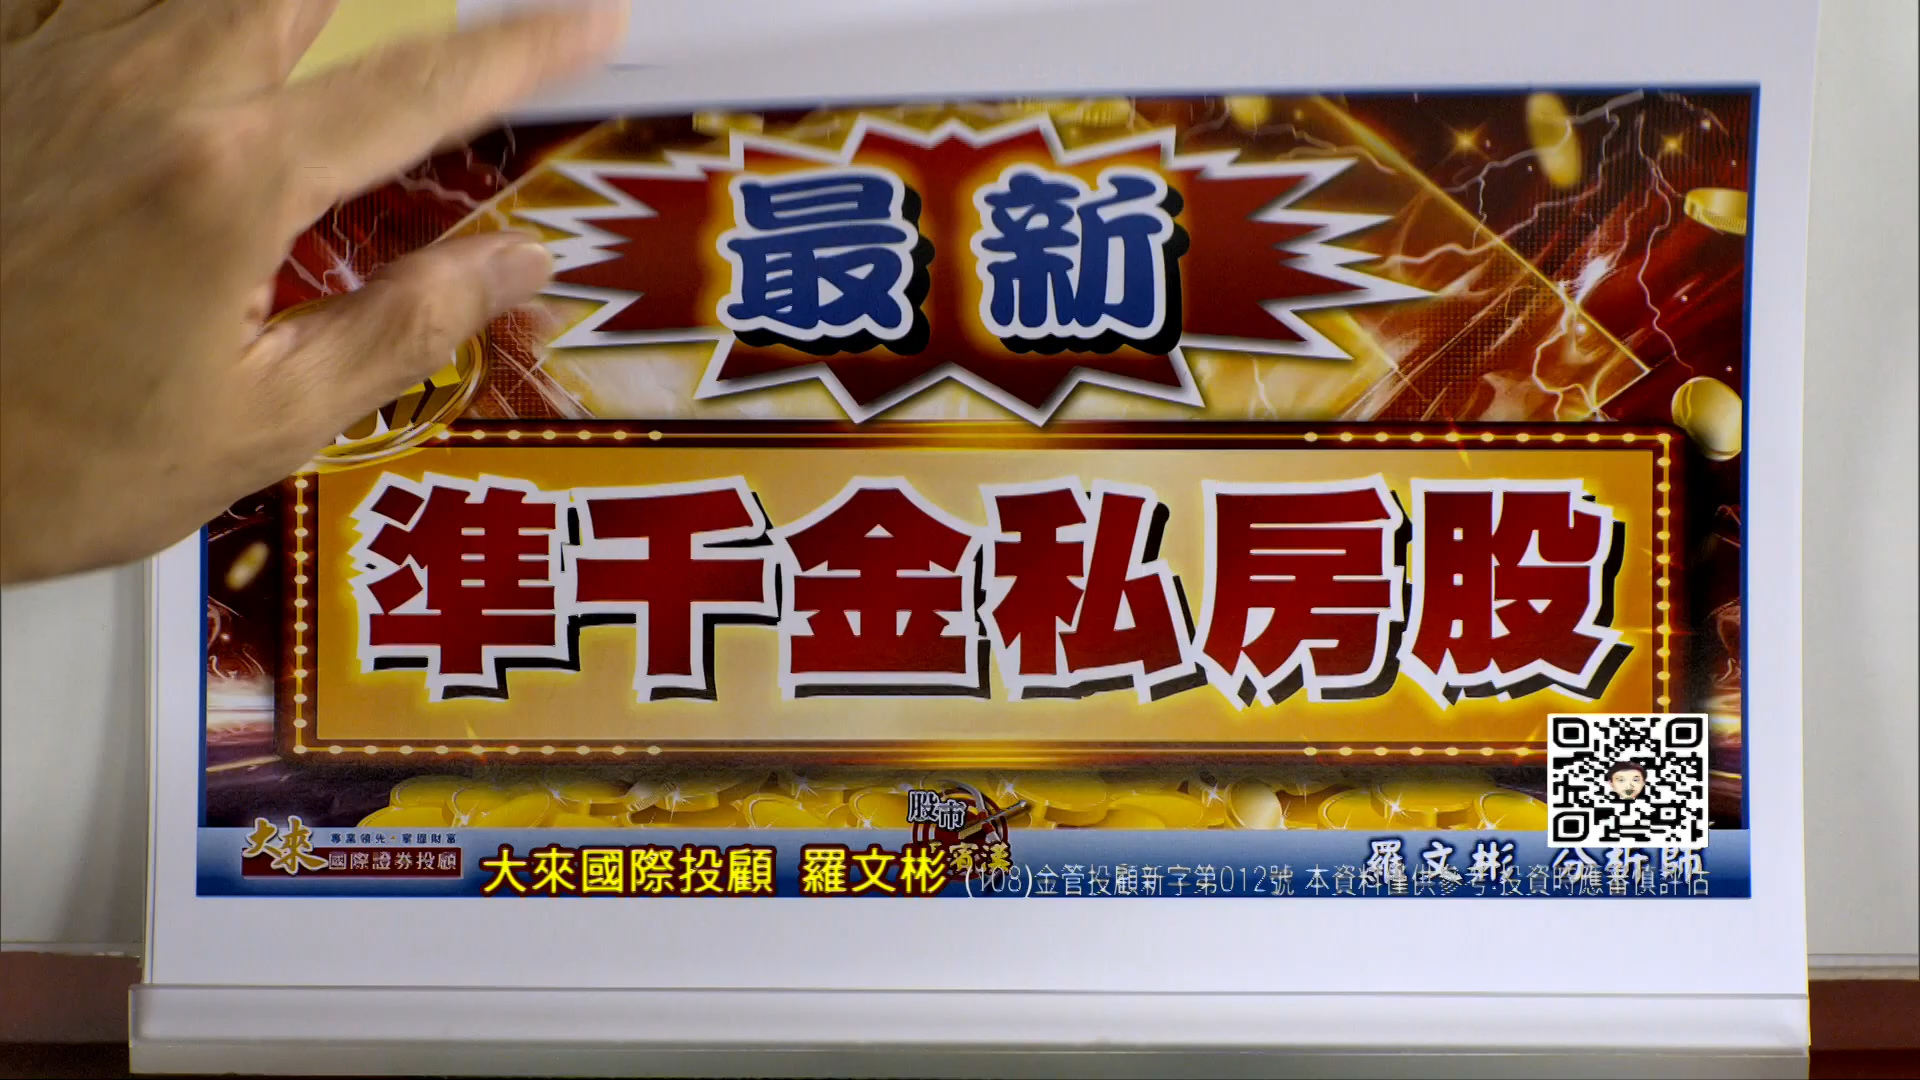 最新
準千金私房股
股市
賓漢
大來
專業領先·掌握財富
國際證券投顧
羅文彬 分析師
大來國際投顧 羅文彬 (108)金管投顧新字第012號 本資料僅供參考.投資時應審慎評估